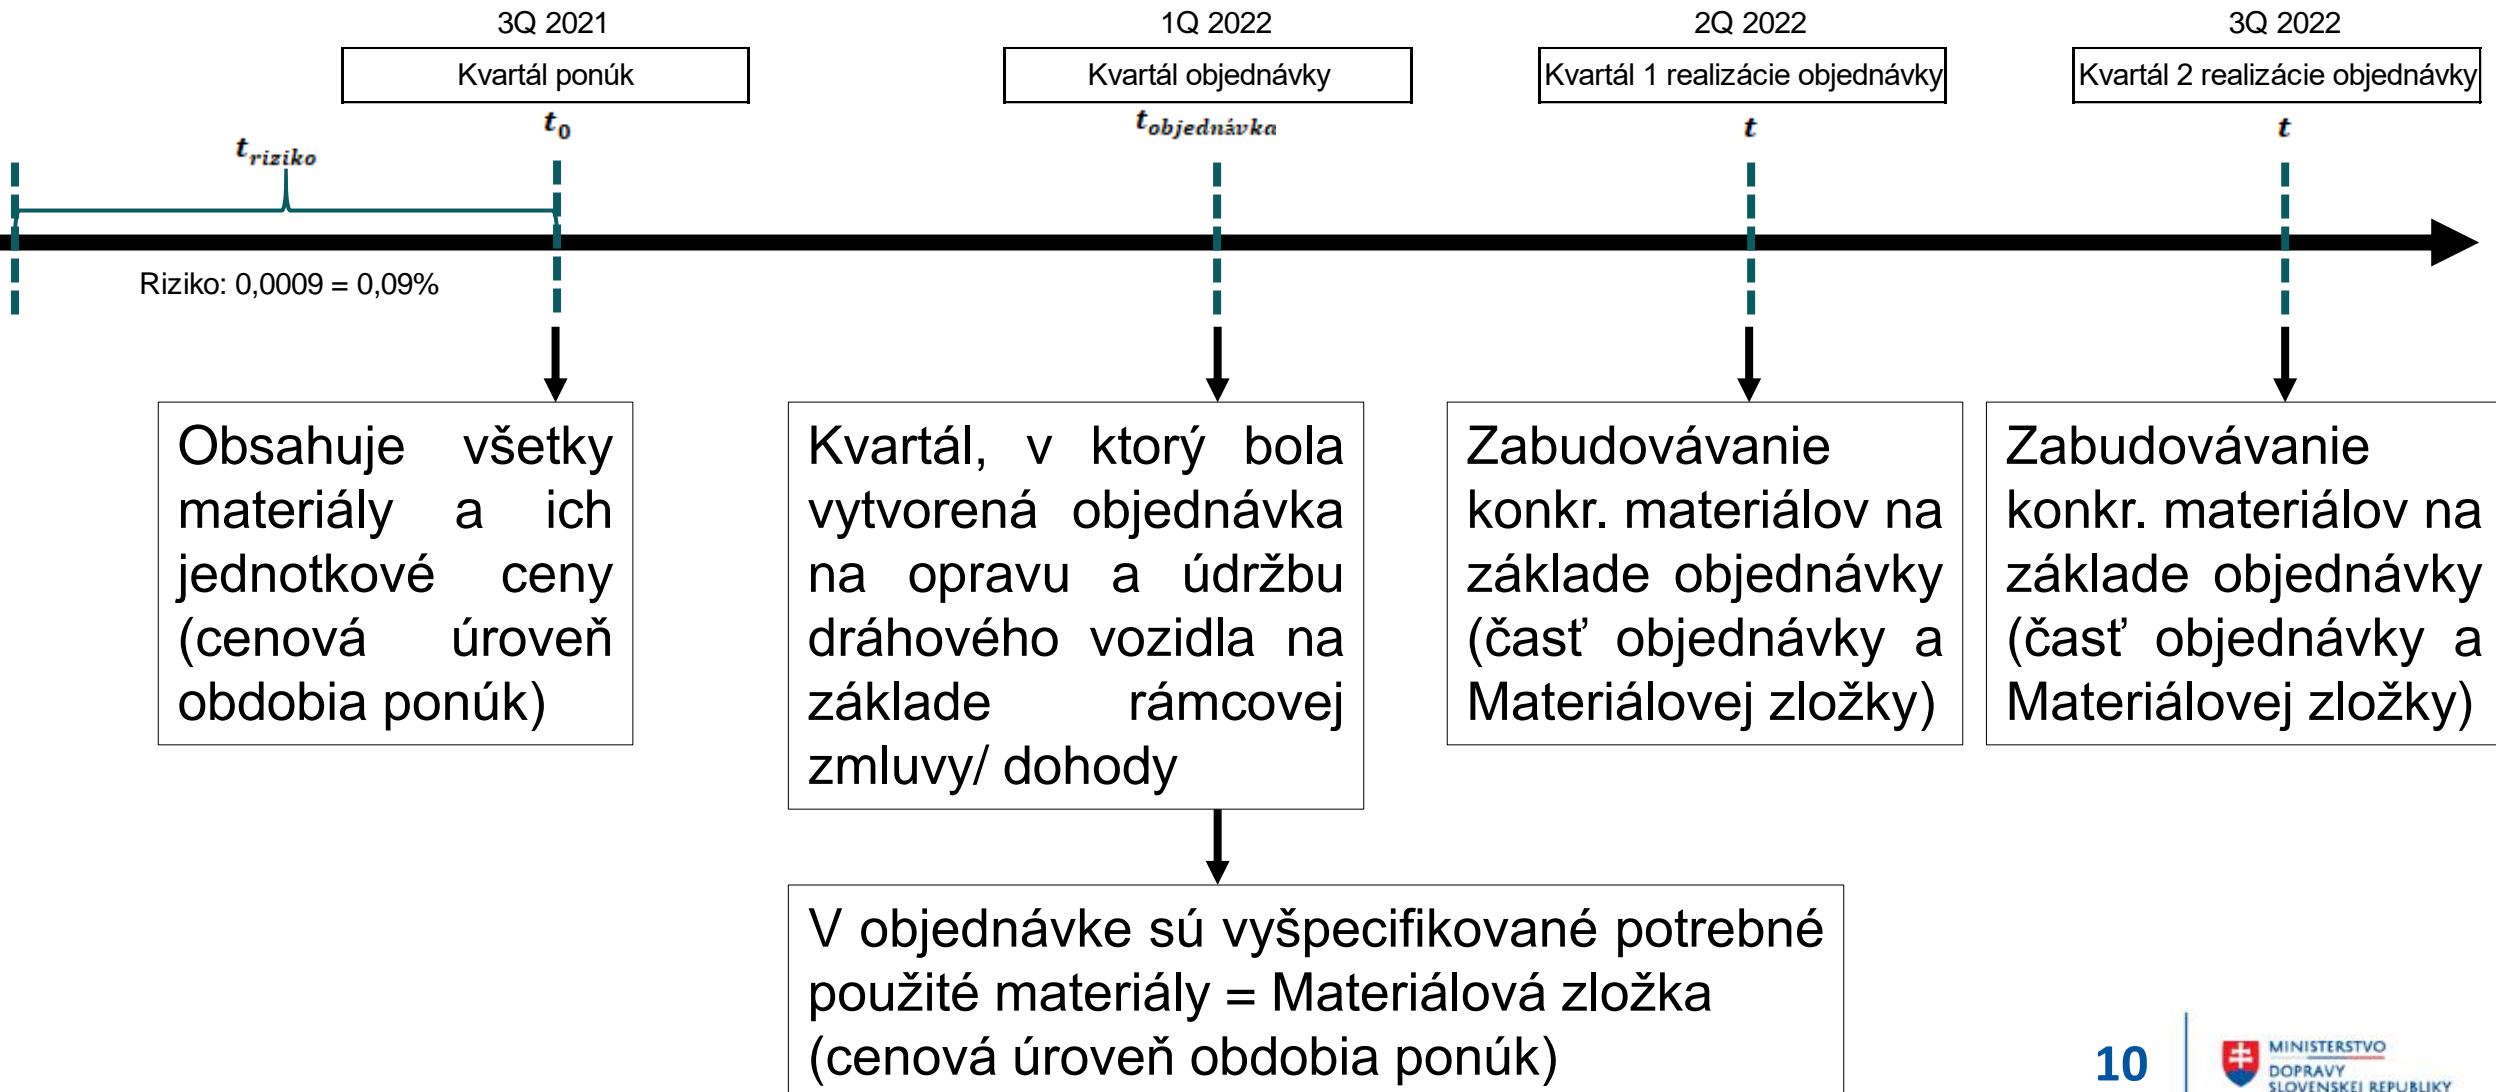 3Q 2021
1Q 2022
2Q 2022
3Q 2022
Kvartál ponúk
Kvartál objednávky
Kvartál 1 realizácie objednávky
Kvartál 2 realizácie objednávky
t₀
t objednávka
t
t
t riziko
Riziko: 0,0009 = 0,09%
Obsahuje všetky
materiály a ich
jednotkové ceny
(cenová úroveň
obdobia ponúk)
Kvartál, v ktorý bola
vytvorená objednávka
na opravu a údržbu
dráhového vozidla na
základe rámcovej
zmluvy/ dohody
Zabudovávanie
konkr. materiálov na
základe objednávky
(časť objednávky a
Materiálovej zložky)
Zabudovávanie
konkr. materiálov na
základe objednávky
(časť objednávky a
Materiálovej zložky)
V objednávke sú vyšpecifikované potrebné
použité materiály = Materiálová zložka
(cenová úroveň obdobia ponúk)
10
MINISTERSTVO
DOPRAVY
SLOVENSKEJ REPUBLIKY